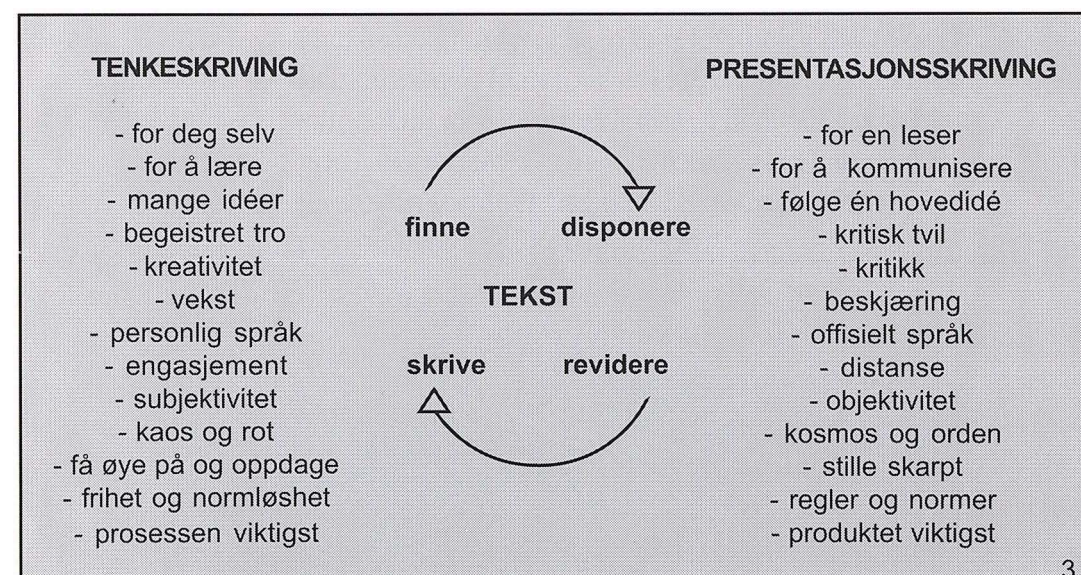 TENKESKRIVING
- for deg selv
- for å lære
- mange idéer
- begeistret tro
- kreativitet
- vekst
- personlig språk
- engasjement
- subjektivitet
- kaos og rot
- få øye på og oppdage
- frihet og normløshet
- prosessen viktigst
finne disponere
TEKST
skrive revidere
PRESENTASJONSSKRIVING
- for en leser
- for å kommunisere
- følge én hovedidé
- kritisk tvil
- kritikk
- beskjæring
- offisielt språk
- distanse
- objektivitet
- kosmos og orden
- stille skarpt
- regler og normer
- produktet viktigst
3